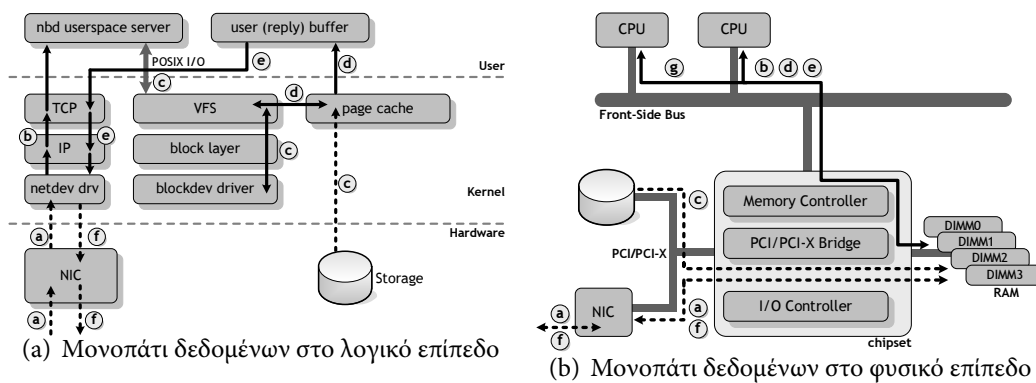 nbd userspace server
user (reply) buffer
POSIX I/O
e
d
c
User
TCP
VFS
d
page cache
b
e
IP
block layer
c
netdev drv
blockdev driver
c
Kernel
Hardware
a
f
NIC
Storage
a
f
(a) Μονοπάτι δεδομένων στο λογικό επίπεδο
CPU
CPU
g
b d e
Front-Side Bus
c
Memory Controller
DIMM0
DIMM1
DIMM2
DIMM3
RAM
PCI/PCI-X
PCI/PCI-X Bridge
a
f
NIC
a
f
I/O Controller
chipset
(b) Μονοπάτι δεδομένων στο φυσικό επίπεδο